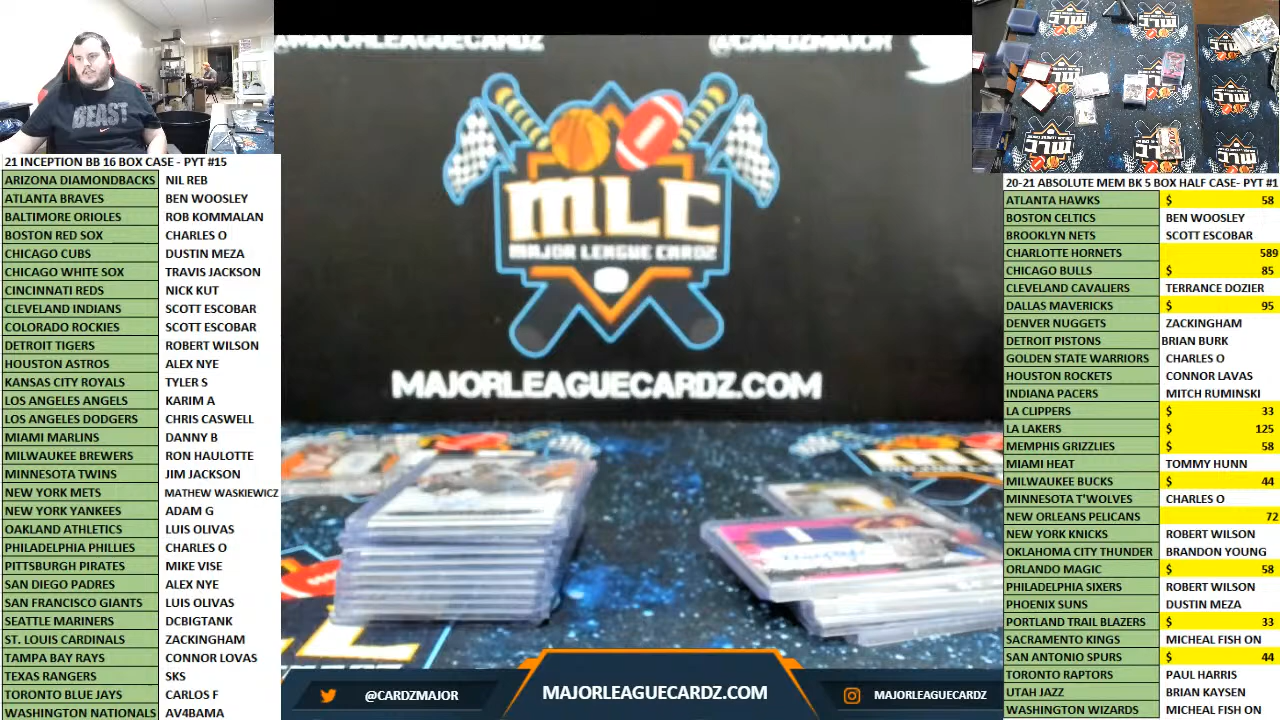 @CARDZMAJOR
BEAST
MLC
MAJOR LEAGUE CARDZ
MAJORLEAGUECARDZ.COM
21 INCEPTION BB 16 BOX CASE - PYT #15
ARIZONA DIAMONDBACKS NIL REB
ATLANTA BRAVES BEN WOOSLEY
BALTIMORE ORIOLES ROB KOMMALAN
BOSTON RED SOX CHARLES O
CHICAGO CUBS DUSTIN MEZA
CHICAGO WHITE SOX TRAVIS JACKSON
CINCINNATI REDS NICK KUT
CLEVELAND INDIANS SCOTT ESCOBAR
COLORADO ROCKIES SCOTT ESCOBAR
DETROIT TIGERS ROBERT WILSON
HOUSTON ASTROS ALEX NYE
KANSAS CITY ROYALS TYLER S
LOS ANGELES ANGELS KARIM A
LOS ANGELES DODGERS CHRIS CASWELL
MIAMI MARLINS DANNY B
MILWAUKEE BREWERS RON HAULOTTE
MINNESOTA TWINS JIM JACKSON
NEW YORK METS MATHEW WASKIEWICZ
NEW YORK YANKEES ADAM G
OAKLAND ATHLETICS LUIS OLIVAS
PHILADELPHIA PHILLIES CHARLES O
PITTSBURGH PIRATES MIKE VISE
SAN DIEGO PADRES ALEX NYE
SAN FRANCISCO GIANTS LUIS OLIVAS
SEATTLE MARINERS DCBIGTANK
ST. LOUIS CARDINALS ZACKINGHAM
TAMPA BAY RAYS CONNOR LOVAS
TEXAS RANGERS SKS
TORONTO BLUE JAYS CARLOS F
WASHINGTON NATIONALS AV4BAMA
20-21 ABSOLUTE MEM BK 5 BOX HALF CASE- PYT #1
ATLANTA HAWKS $ 58
BOSTON CELTICS BEN WOOSLEY
BROOKLYN NETS SCOTT ESCOBAR
CHARLOTTE HORNETS 589
CHICAGO BULLS $ 85
CLEVELAND CAVALIERS TERRANCE DOZIER
DALLAS MAVERICKS $ 95
DENVER NUGGETS ZACKINGHAM
DETROIT PISTONS BRIAN BURK
GOLDEN STATE WARRIORS CHARLES O
HOUSTON ROCKETS CONNOR LAVAS
INDIANA PACERS MITCH RUMINSKI
LA CLIPPERS $ 33
LA LAKERS $ 125
MEMPHIS GRIZZLIES $ 58
MIAMI HEAT TOMMY HUNN
MILWAUKEE BUCKS $ 44
MINNESOTA T'WOLVES CHARLES O
NEW ORLEANS PELICANS 72
NEW YORK KNICKS ROBERT WILSON
OKLAHOMA CITY THUNDER BRANDON YOUNG
ORLANDO MAGIC $ 58
PHILADELPHIA SIXERS ROBERT WILSON
PHOENIX SUNS DUSTIN MEZA
PORTLAND TRAIL BLAZERS $ 33
SACRAMENTO KINGS MICHEAL FISH ON
SAN ANTONIO SPURS $ 44
TORONTO RAPTORS PAUL HARRIS
UTAH JAZZ BRIAN KAYSEN
WASHINGTON WIZARDS MICHEAL FISH ON
@CARDZMAJOR
MAJORLEAGUECARDZ.COM
MAJORLEAGUECARDZ